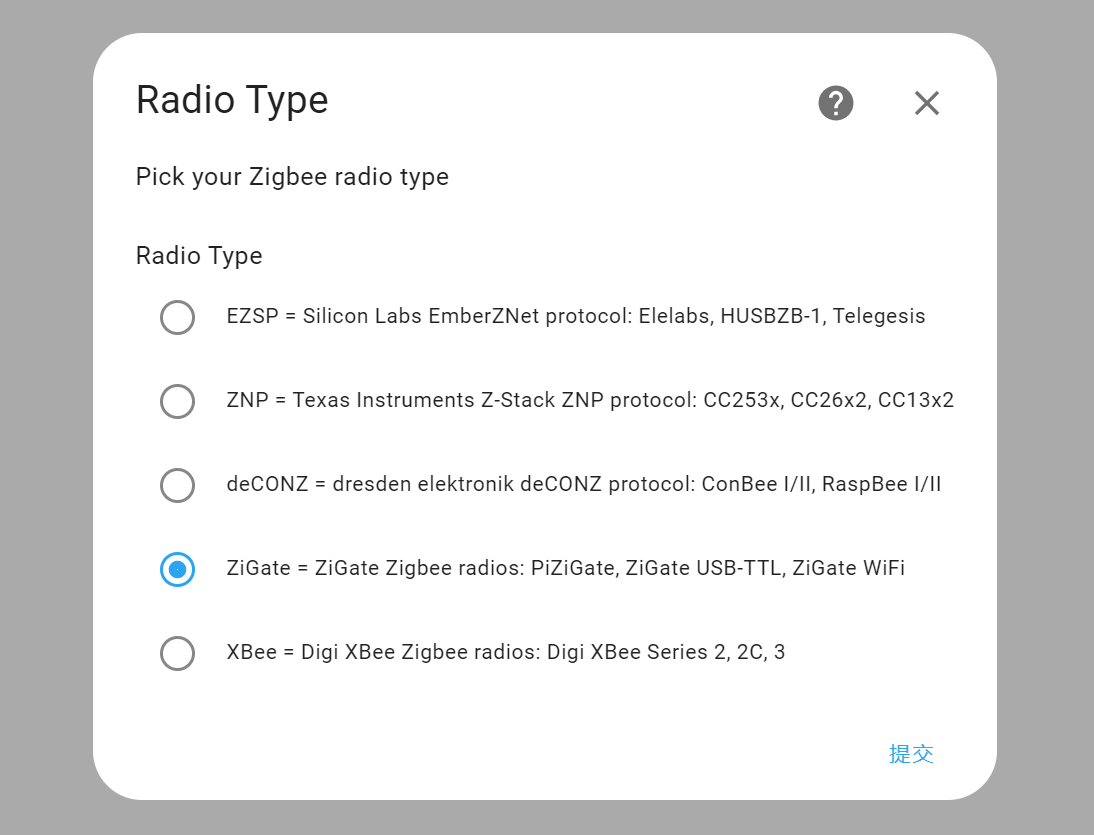 Radio Type
Pick your Zigbee radio type
Radio Type
EZSP = Silicon Labs EmberZNet protocol: Elelabs, HUSBZB-1, Telegesis
ZNP = Texas Instruments Z-Stack ZNP protocol: CC253x, CC26x2, CC13x2
deCONZ = dresden elektronik deCONZ protocol: ConBee I/II, RaspBee I/II
ZiGate = ZiGate Zigbee radios: PiZiGate, ZiGate USB-TTL, ZiGate WiFi
XBee = Digi XBee Zigbee radios: Digi XBee Series 2, 2C, 3
提交